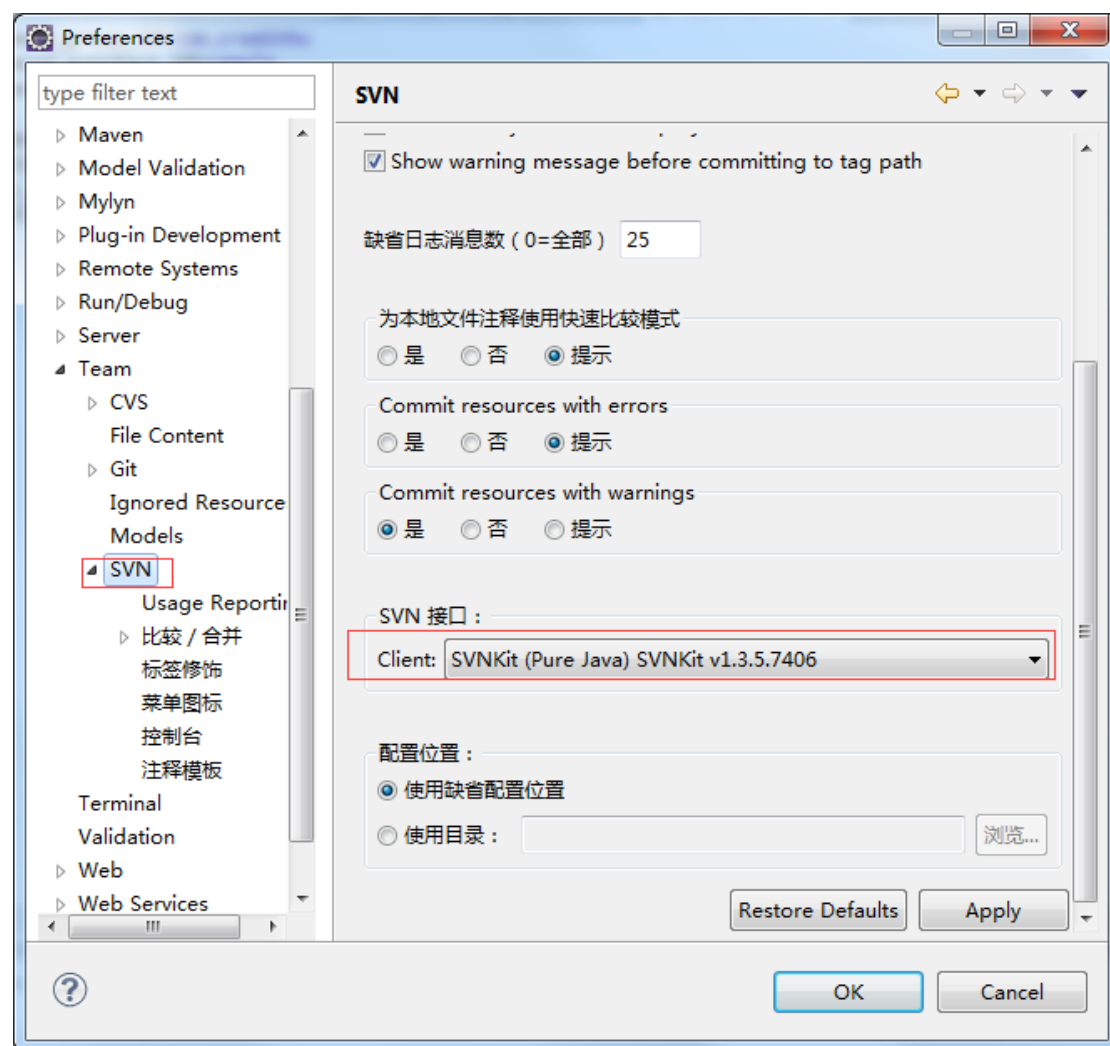 Preferences
type filter text
Maven
Model Validation
Mylyn
Plug-in Development
Remote Systems
Run/Debug
Server
Team
CVS
File Content
Git
Ignored Resource
Models
SVN
Usage Reportin
比较 / 合并
标签修饰
菜单图标
控制台
注释模板
Terminal
Validation
Web
Web Services
SVN
Show warning message before committing to tag path
缺省日志消息数 ( 0=全部 ) 25
为本地文件注释使用快速比较模式
是 否 提示
Commit resources with errors
是 否 提示
Commit resources with warnings
是 否 提示
SVN 接口：
Client: SVNKit (Pure Java) SVNKit v1.3.5.7406
配置位置：
使用缺省配置位置
使用目录： 浏览...
Restore Defaults Apply
OK Cancel